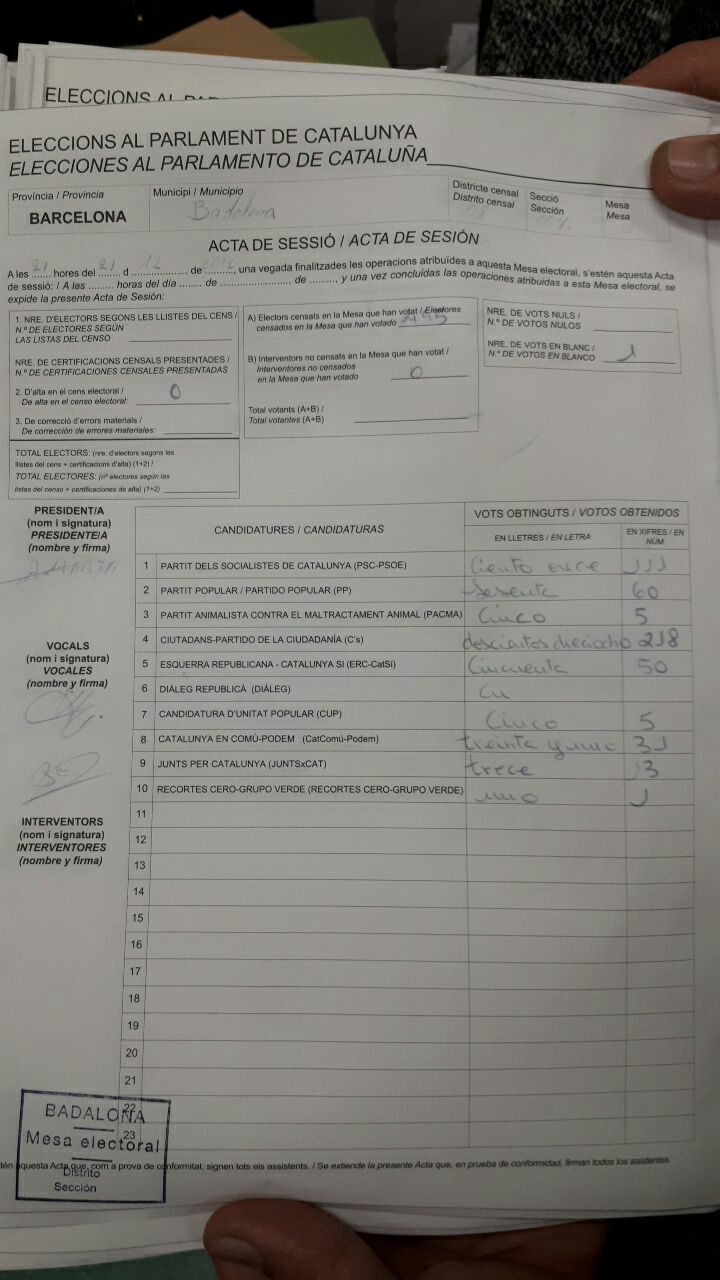 ELECCIONS AL PAR
ELECCIONS AL PARLAMENT DE CATALUNYA
ELECCIONES AL PARLAMENTO DE CATALUÑA
Província / Provincia
BARCELONA
Municipi / Municipio
Badalona
Districte censal
Distrito censal
Secció
Sección
Mesa
Mesa
ACTA DE SESSIÓ / ACTA DE SESIÓN
A les 21 hores del 21 d 12 de ........, una vegada finalitzades les operacions atribuïdes a aquesta Mesa electoral, s'estén aquesta Acta
de sessió: / A las ......... horas del día ........ de .......................... de ......... y una vez concluidas las operaciones atribuidas a esta Mesa electoral, se
expide la presente Acta de Sesión:
1. NRE. D'ELECTORS SEGONS LES LLISTES DEL CENS /
N.º DE ELECTORES SEGÚN
LAS LISTAS DEL CENSO
NRE. DE CERTIFICACIONS CENSALS PRESENTADES /
N.º DE CERTIFICACIONES CENSALES PRESENTADAS
2. D'alta en el cens electoral /
De alta en el censo electoral: 0
3. De correcció d'errors materials /
De corrección de errores materiales:
TOTAL ELECTORS: (nre. d'electors segons les
llistes del cens + certificacions d'alta) (1+2) /
TOTAL ELECTORES: (nº electores según las
listas del censo + certificaciones de alta) (1+2)
A) Electors censats en la Mesa que han votat / Electores
censados en la Mesa que han votado 495
B) Interventors no censats en la Mesa que han votat /
Interventores no censados
en la Mesa que han votado 0
Total votants (A+B) /
Total votantes (A+B)
NRE. DE VOTS NULS /
N.º DE VOTOS NULOS
NRE. DE VOTS EN BLANC /
N.º DE VOTOS EN BLANCO 1
PRESIDENT/A
(nom i signatura)
PRESIDENTE/A
(nombre y firma)
VOCALS
(nom i signatura)
VOCALES
(nombre y firma)
INTERVENTORS
(nom i signatura)
INTERVENTORES
(nombre y firma)
CANDIDATURES / CANDIDATURAS
VOTS OBTINGUTS / VOTOS OBTENIDOS
EN LLETRES / EN LETRA
EN XIFRES / EN NÚM.
1 PARTIT DELS SOCIALISTES DE CATALUNYA (PSC-PSOE) Ciento once 111
2 PARTIT POPULAR / PARTIDO POPULAR (PP) Sesenta 60
3 PARTIT ANIMALISTA CONTRA EL MALTRACTAMENT ANIMAL (PACMA) Cinco 5
4 CIUTADANS-PARTIDO DE LA CIUDADANÍA (C's) descientos dieciocho 218
5 ESQUERRA REPUBLICANA - CATALUNYA SI (ERC-CatSí) Cincuenta 50
6 DIÀLEG REPUBLICÀ (DIÀLEG)
7 CANDIDATURA D'UNITAT POPULAR (CUP) Cinco 5
8 CATALUNYA EN COMÚ-PODEM (CatComú-Podem) treinta y uno 31
9 JUNTS PER CATALUNYA (JUNTSxCAT) trece 13
10 RECORTES CERO-GRUPO VERDE (RECORTES CERO-GRUPO VERDE) uno 1
11
12
13
14
15
16
17
18
19
20
21
22
23
BADALONA
Mesa electoral
Distrito
Sección
tén aquesta Acta que, com a prova de conformitat, signen tots els assistents. / Se extiende la presente Acta que, en prueba de conformidad, firman todos los asistentes.